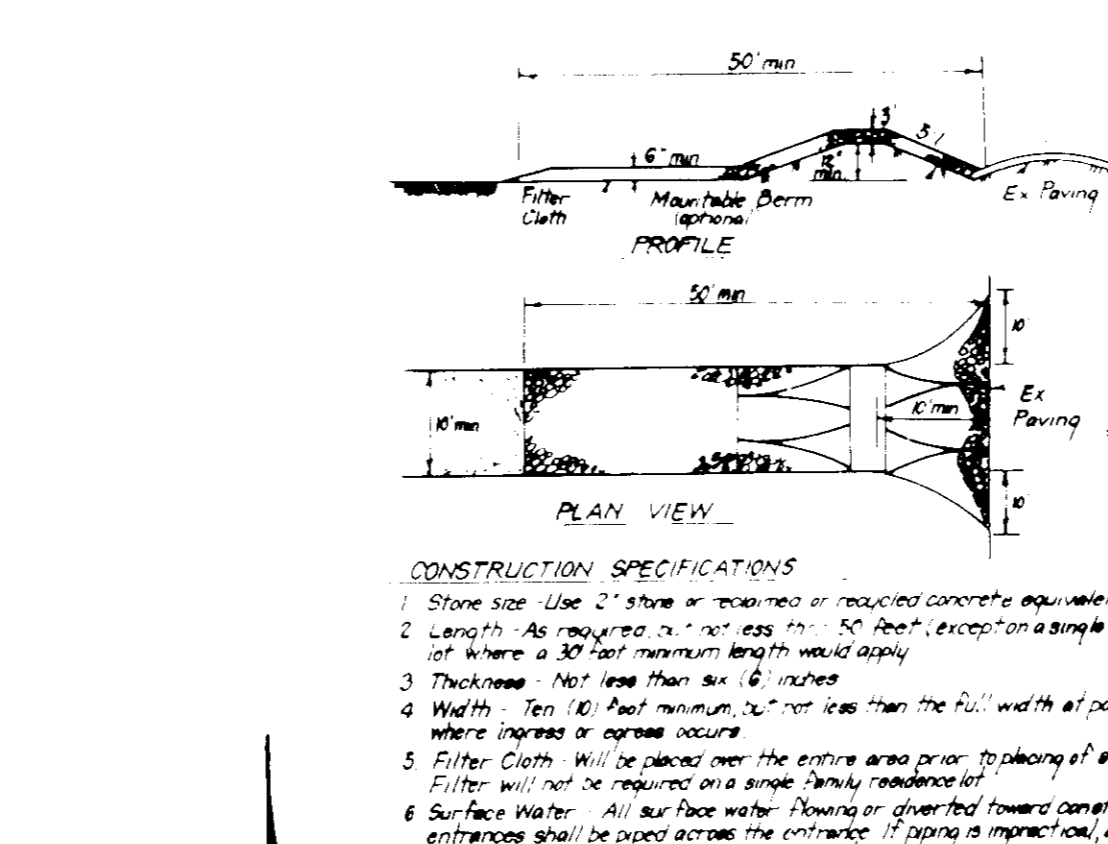 50' min
3"
5:1
6" min
12" min
Filter Cloth
Mountable Berm (optional)
Ex Paving
PROFILE
50' min
10'
10' min
10' min
Ex Paving
10'
PLAN VIEW
CONSTRUCTION SPECIFICATIONS
1 Stone size - Use 2" stone or reclaimed or recycled concrete
2 Length - As required, but not less than 50 feet (except on a single
lot where a 30 foot minimum length would apply
3 Thickness - Not less than six (6) inches
4 Width - Ten (10) foot minimum, but not less than the full width at
where ingress or egress occurs.
5. Filter Cloth - Will be placed over the entire area prior to placing of
Filter will not be required on a single family residence lot
6 Surface Water - All surface water flowing or diverted toward
entrances shall be piped across the entrance If piping is impractical,